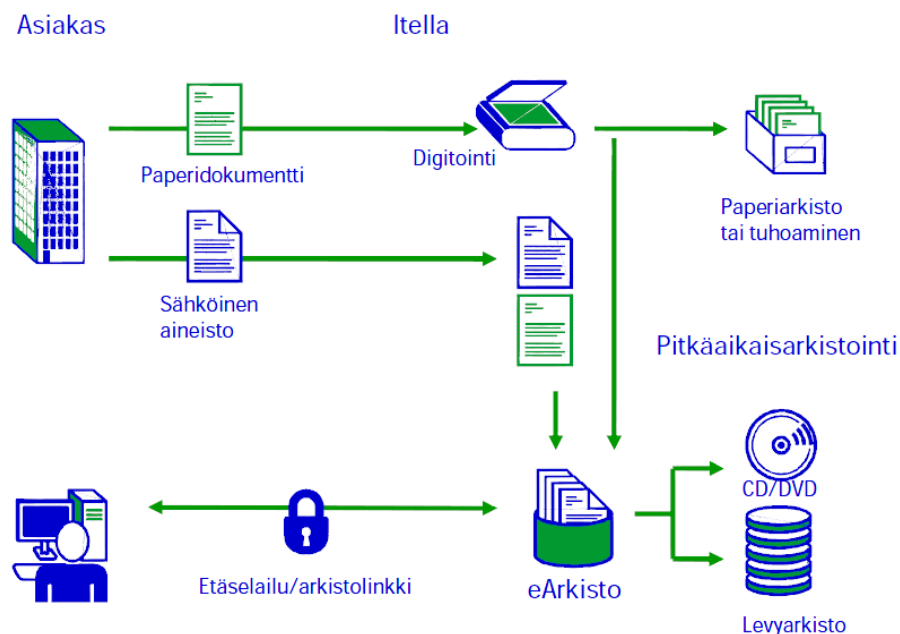 Asiakas
Itella
Paperidokumentti
Digitointi
Paperiarkisto
tai tuhoaminen
Sähköinen
aineisto
Pitkäaikaisarkistointi
CD/DVD
Etäselailu/arkistolinkki
eArkisto
Levyarkisto